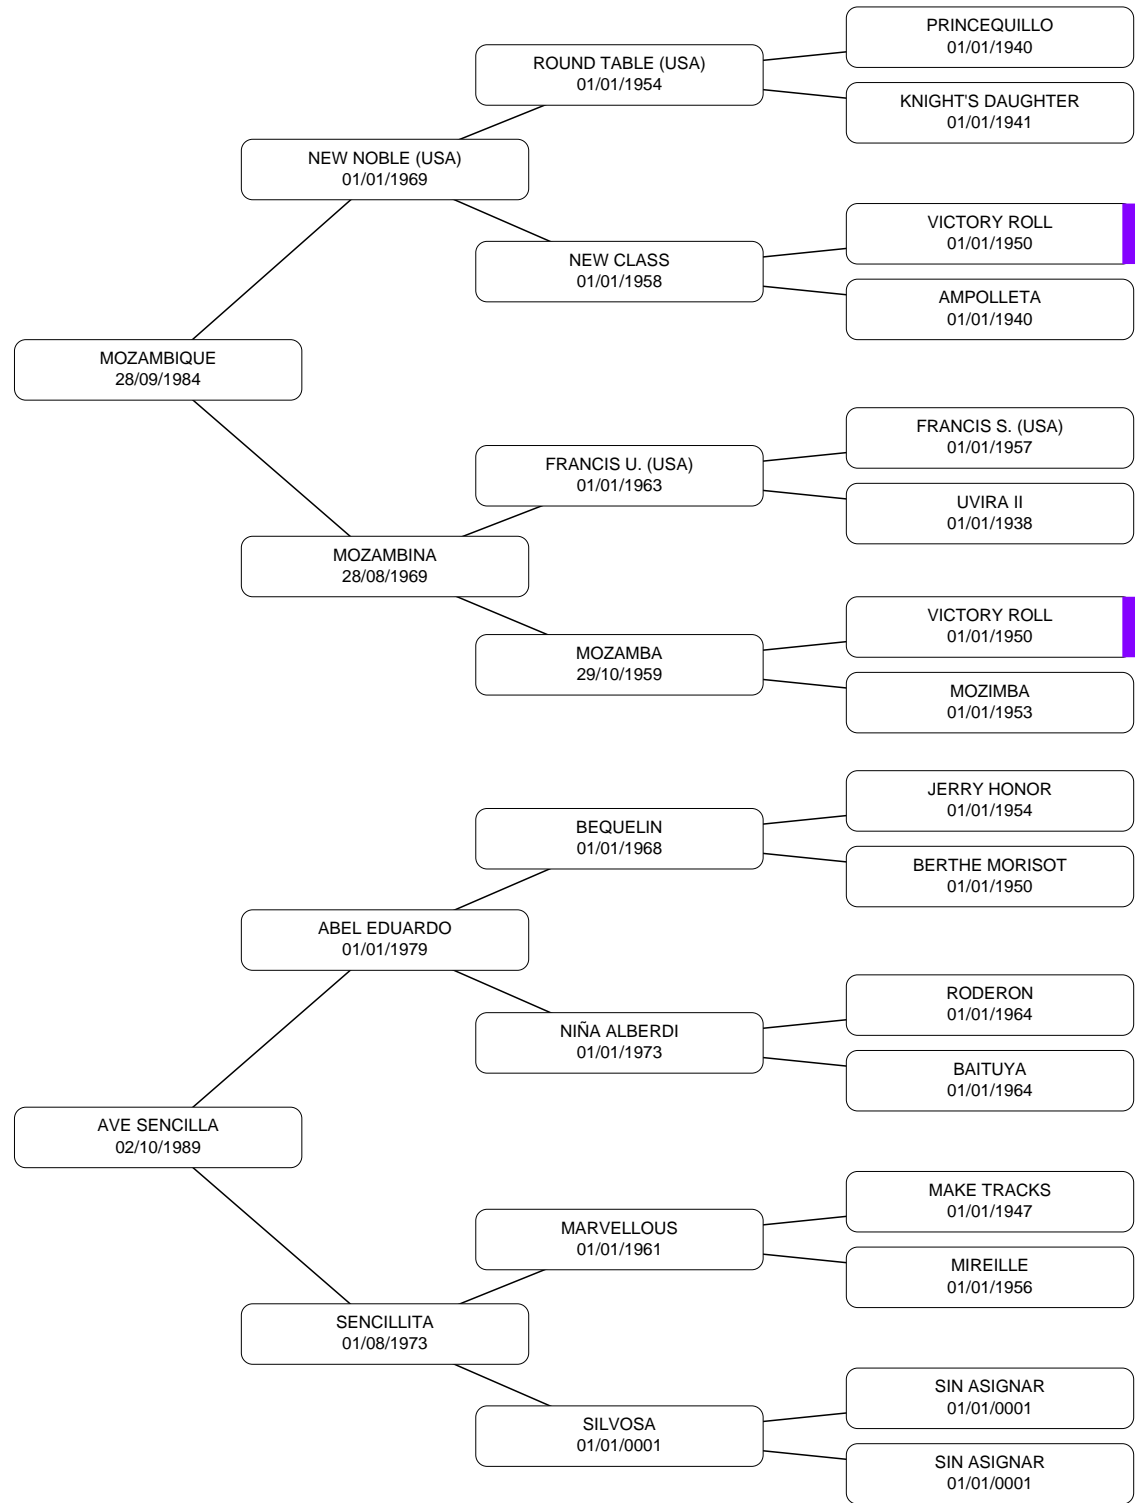 PRINCEQUILLO
01/01/1940
ROUND TABLE (USA)
01/01/1954
KNIGHT'S DAUGHTER
01/01/1941
NEW NOBLE (USA)
01/01/1969
VICTORY ROLL
01/01/1950
NEW CLASS
01/01/1958
AMPOLLETA
01/01/1940
MOZAMBIQUE
28/09/1984
FRANCIS S. (USA)
01/01/1957
FRANCIS U. (USA)
01/01/1963
UVIRA II
01/01/1938
MOZAMBINA
28/08/1969
VICTORY ROLL
01/01/1950
MOZAMBA
29/10/1959
MOZIMBA
01/01/1953
JERRY HONOR
01/01/1954
BEQUELIN
01/01/1968
BERTHE MORISOT
01/01/1950
ABEL EDUARDO
01/01/1979
RODERON
01/01/1964
NIÑA ALBERDI
01/01/1973
BAITUYA
01/01/1964
AVE SENCILLA
02/10/1989
MAKE TRACKS
01/01/1947
MARVELLOUS
01/01/1961
MIREILLE
01/01/1956
SENCILLITA
01/08/1973
SIN ASIGNAR
01/01/0001
SILVOSA
01/01/0001
SIN ASIGNAR
01/01/0001